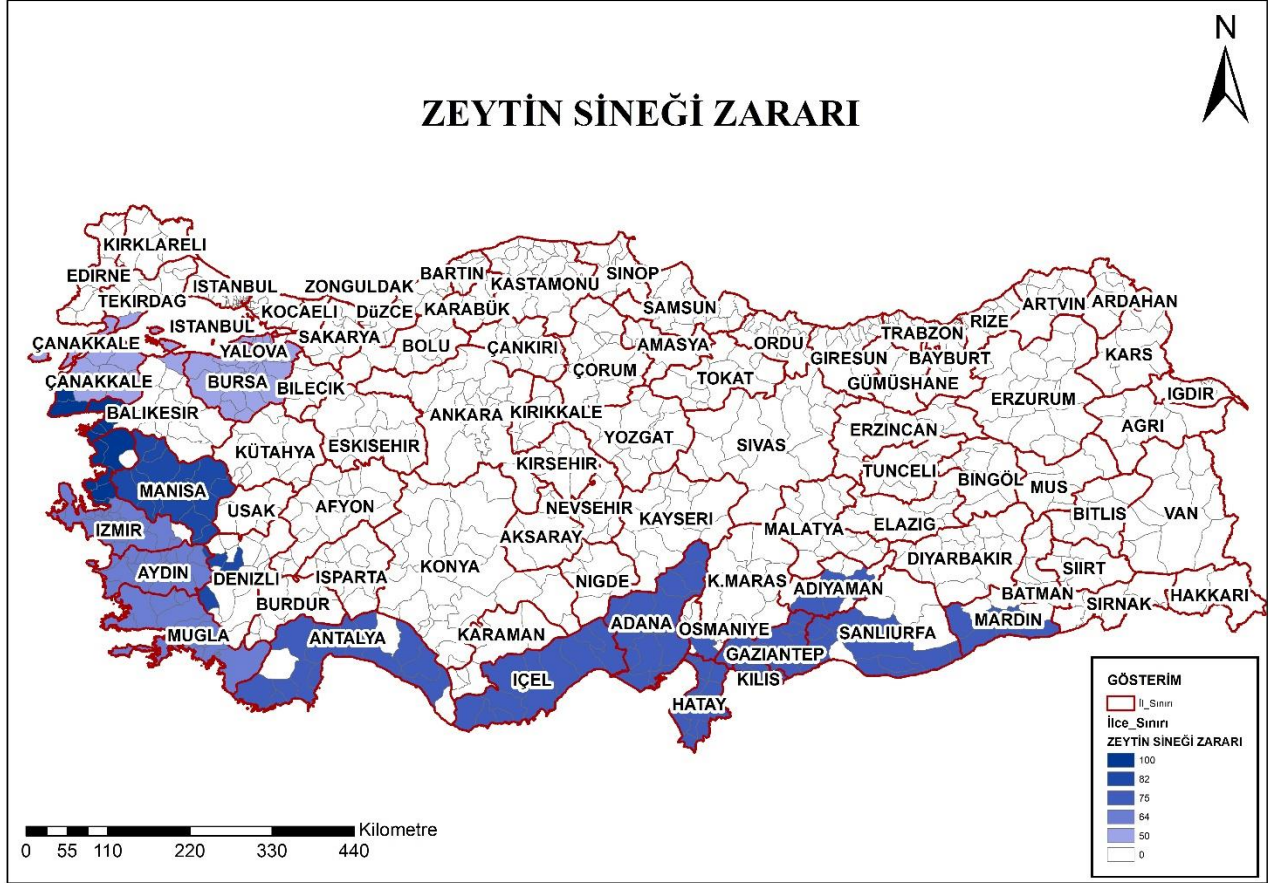 N
ZEYTİN SİNEĞİ ZARARI
KIRKLARELI
EDIRNE
TEKIRDAG
ISTANBUL
ISTANBUL
ZONGULDAK
BARTIN
KASTAMONU
SINOP
SAMSUN
KOCAELI
DüZCE
KARABÜK
SAKARYA
BOLU
ÇANKIRI
AMASYA
ORDU
GIRESUN
TRABZON
RIZE
ARTVIN
ARDAHAN
ÇANAKKALE
ÇANAKKALE
YALOVA
BURSA
BILECIK
ÇORUM
TOKAT
GÜMÜSHANE
BAYBURT
KARS
IGDIR
BALIKESIR
ANKARA
KIRIKKALE
ERZURUM
AGRI
KÜTAHYA
ESKISEHIR
YOZGAT
SIVAS
ERZINCAN
TUNCELI
BINGÖL
MUS
MANISA
USAK
AFYON
KIRSEHIR
NEVSEHIR
KAYSERI
MALATYA
ELAZIG
BITLIS
VAN
IZMIR
AKSARAY
AYDIN
DENIZLI
ISPARTA
KONYA
NIGDE
K.MARAS
ADIYAMAN
DIYARBAKIR
SIIRT
BATMAN
SIRNAK
HAKKARI
BURDUR
MUGLA
ANTALYA
KARAMAN
ADANA
OSMANIYE
SANLIURFA
MARDIN
IÇEL
GAZIANTEP
KILIS
HATAY
GÖSTERİM
İl_Sınırı
İlce_Sınırı
ZEYTİN SİNEĞİ ZARARI
100
82
75
64
50
0
Kilometre
0 55 110 220 330 440